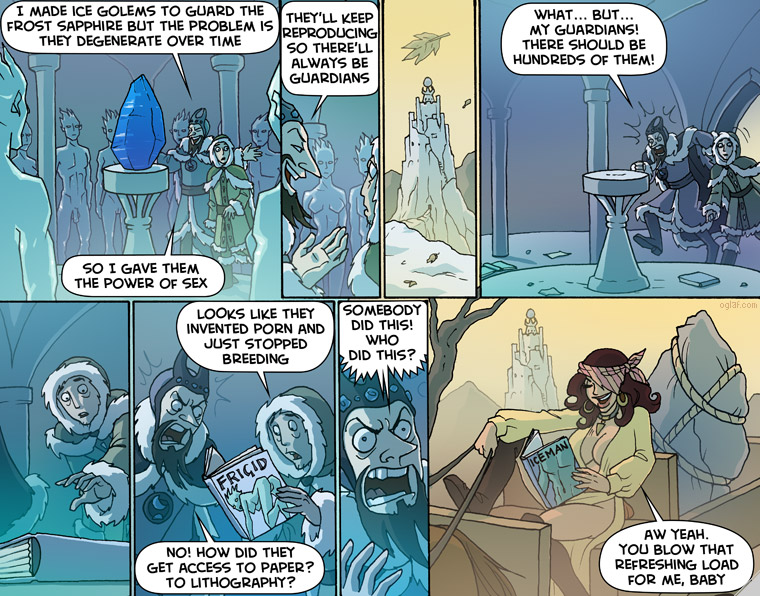 I MADE ICE GOLEMS TO GUARD THE
FROST SAPPHIRE BUT THE PROBLEM IS
THEY DEGENERATE OVER TIME
SO I GAVE THEM
THE POWER OF SEX
THEY'LL KEEP
REPRODUCING
SO THERE'LL
ALWAYS BE
GUARDIANS
WHAT... BUT...
MY GUARDIANS!
THERE SHOULD BE
HUNDREDS OF THEM!
LOOKS LIKE THEY
INVENTED PORN AND
JUST STOPPED
BREEDING
FRIGID
NO! HOW DID THEY
GET ACCESS TO PAPER?
TO LITHOGRAPHY?
SOMEBODY
DID THIS!
WHO
DID THIS?
oglaf.com
ICEMAN
AW YEAH.
YOU BLOW THAT
REFRESHING LOAD
FOR ME, BABY